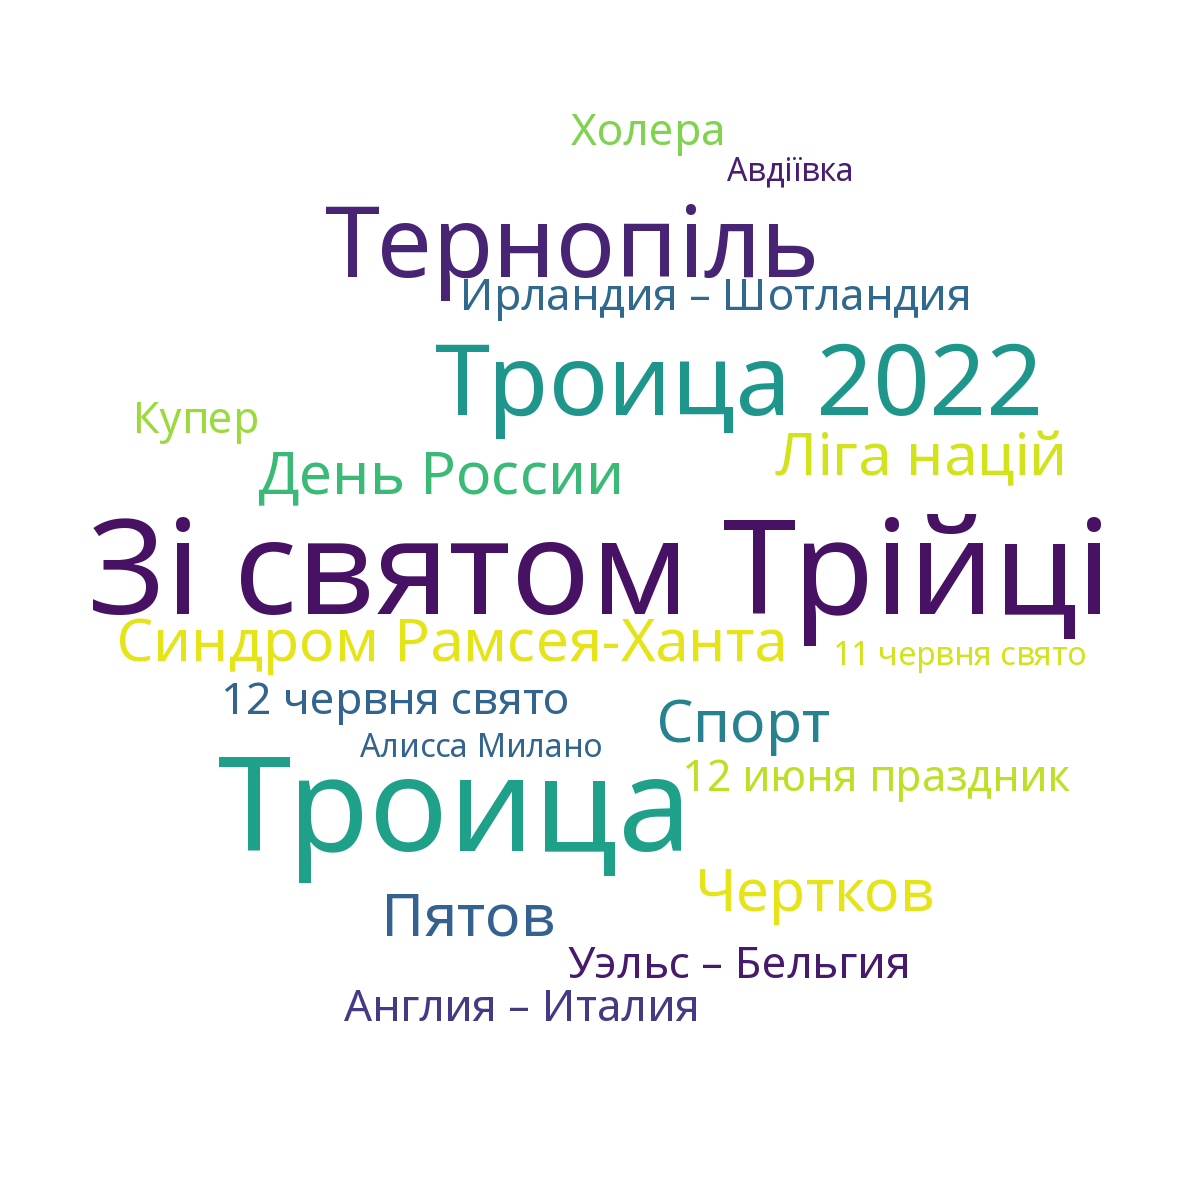 Холера
Авдіївка
Тернопіль
Ирландия – Шотландия
Троица 2022
Купер
Ліга націй
День России
Зі святом Трійці
Синдром Рамсея-Ханта
11 червня свято
12 червня свято
Спорт
Алисса Милано
12 июня праздник
Троица
Чертков
Пятов
Уэльс – Бельгия
Англия – Италия